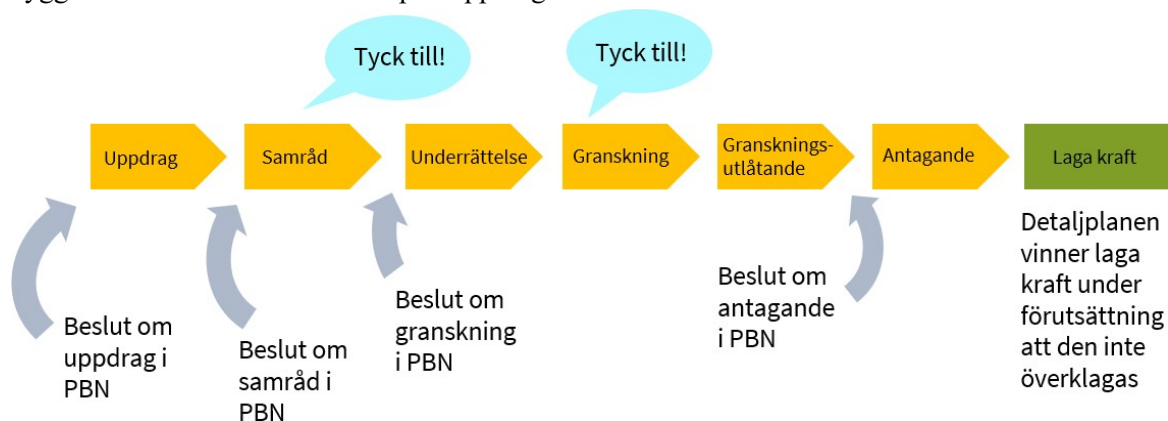 Tyck till!
Tyck till!
Uppdrag
Samråd
Underrättelse
Granskning
Gransknings-
utlåtande
Antagande
Laga kraft
Beslut om
uppdrag i
PBN
Beslut om
samråd i
PBN
Beslut om
granskning
i PBN
Beslut om
antagande
i PBN
Detaljplanen
vinner laga
kraft under
förutsättning
att den inte
överklagas